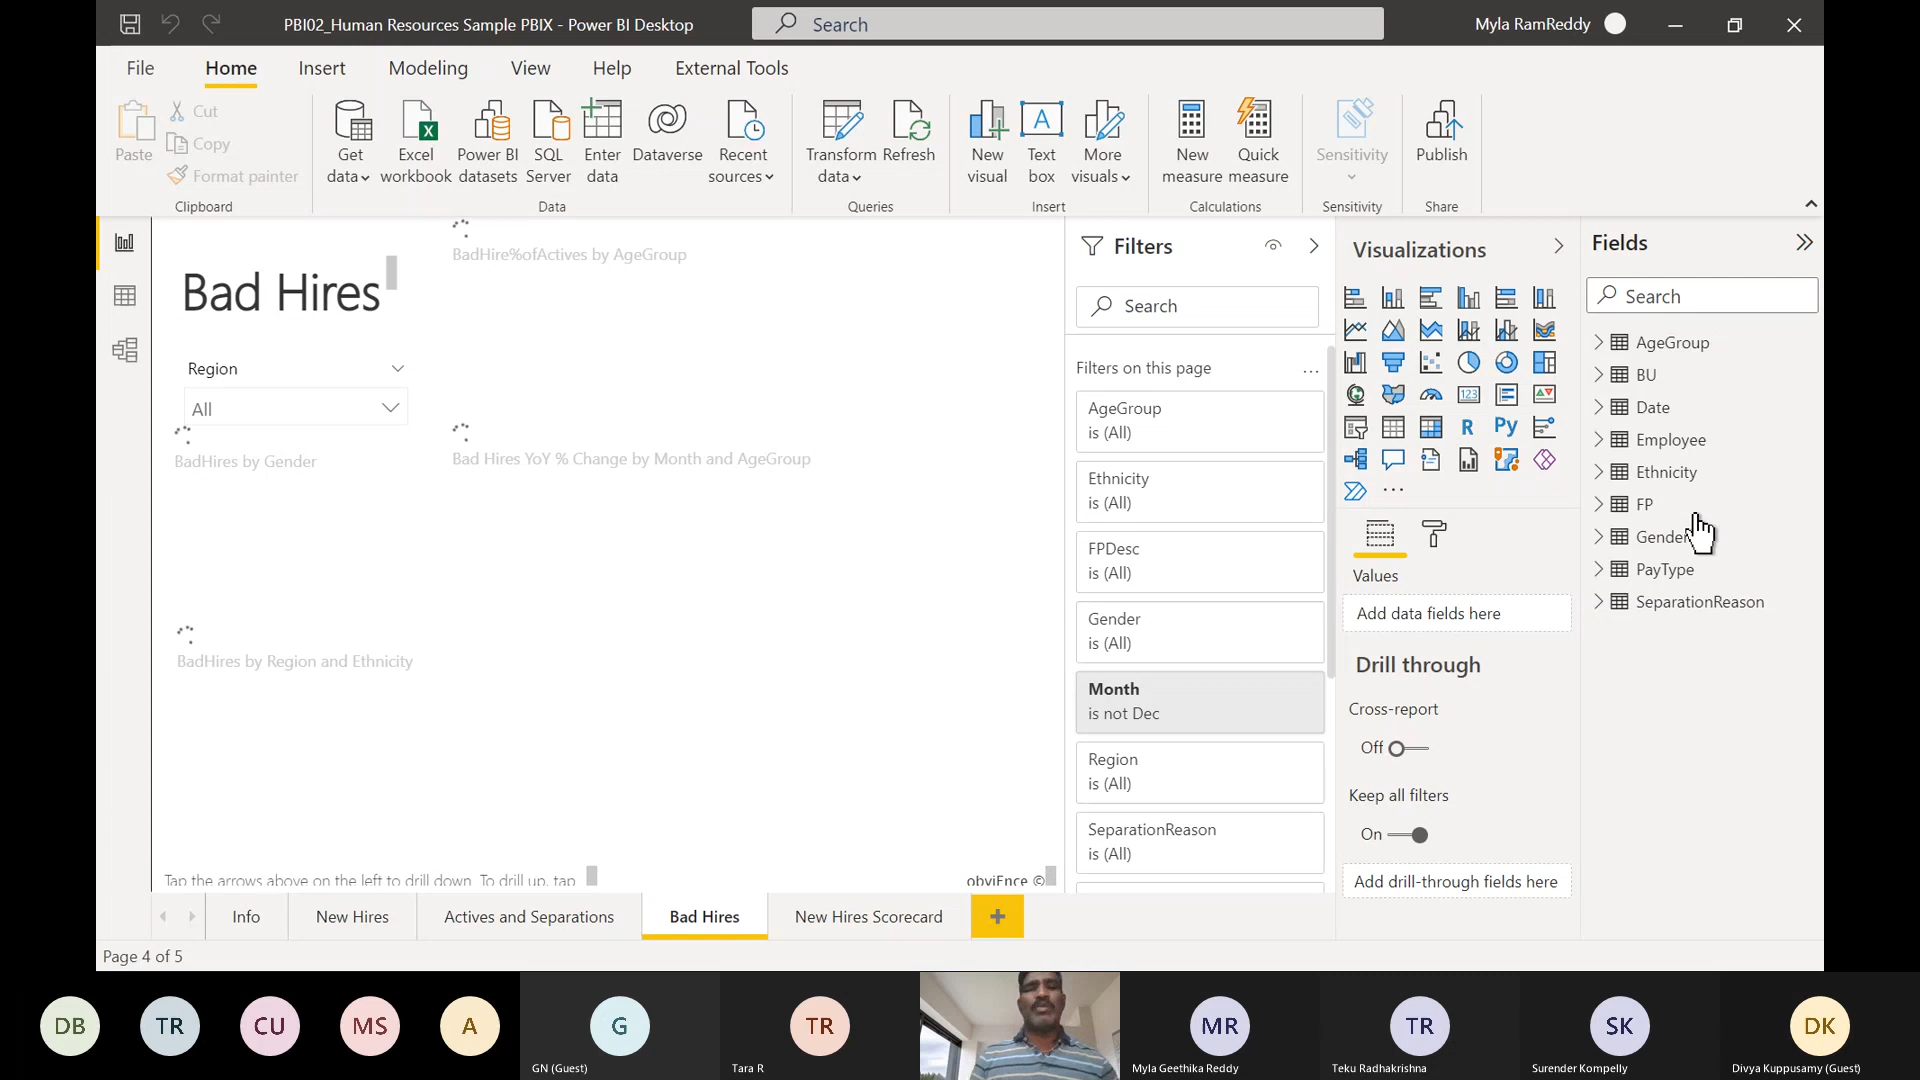 PBI02_Human Resources Sample PBIX - Power BI Desktop
Search
Myla RamReddy
File
Home
Insert
Modeling
View
Help
External Tools
Paste
Cut
Copy
Format painter
Get data
Excel workbook
Power BI datasets
SQL Server
Enter data
Dataverse
Recent sources
Transform data
Refresh
New visual
Text box
More visuals
New measure
Quick measure
Sensitivity
Publish
Clipboard
Data
Queries
Insert
Calculations
Sensitivity
Share
Bad Hires
BadHire%ofActives by AgeGroup
Region
All
BadHires by Gender
Bad Hires YoY % Change by Month and AgeGroup
BadHires by Region and Ethnicity
Tap the arrows above on the left to drill down. To drill up, tap
obviEnce ©
Filters
Search
Filters on this page
...
AgeGroup
is (All)
Ethnicity
is (All)
FPDesc
is (All)
Gender
is (All)
Month
is not Dec
Region
is (All)
SeparationReason
is (All)
Visualizations
123
R
Py
...
Values
Add data fields here
Drill through
Cross-report
Off
Keep all filters
On
Add drill-through fields here
Fields
Search
AgeGroup
BU
Date
Employee
Ethnicity
FP
Gender
PayType
SeparationReason
Info
New Hires
Actives and Separations
Bad Hires
New Hires Scorecard
Page 4 of 5
DB
TR
CU
MS
A
G
GN (Guest)
TR
Tara R
MR
Myla Geethika Reddy
TR
Teku Radhakrishna
SK
Surender Kompelly
DK
Divya Kuppusamy (Guest)